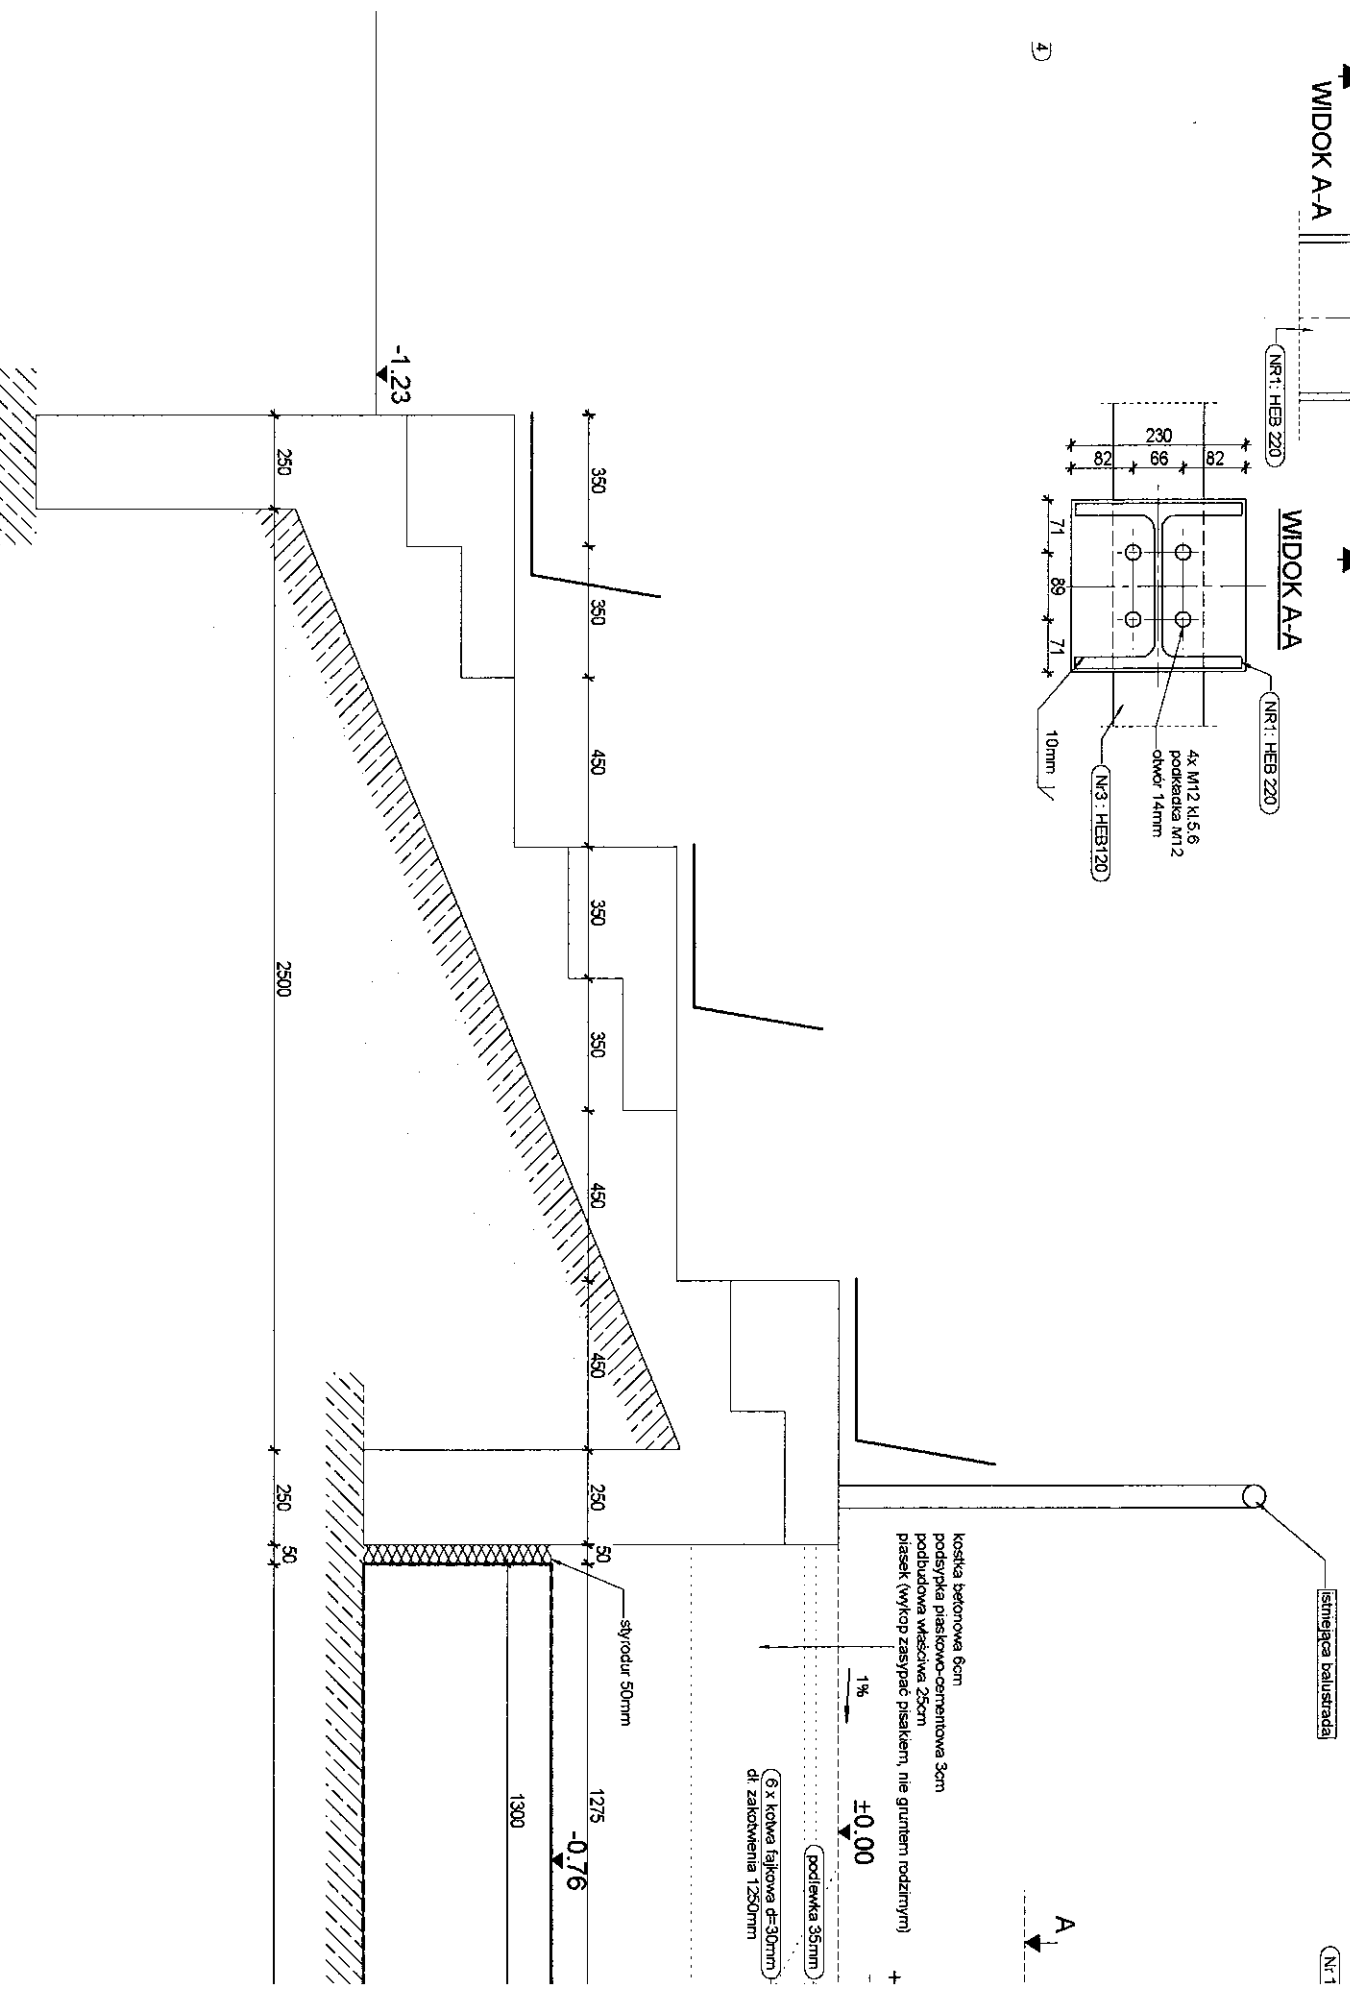 WIDOK A-A
NR1: HEB 220
4
WIDOK A-A
NR1: HEB 220
230
82
66
82
71
89
71
4x M12 kl.5.6
podkładka M12
otwór 14mm
Nr3 : HEB120
10mm
-1.23
350
350
450
350
350
450
450
250
50
1275
250
2500
250
50
1300
-0.76
styrodur 50mm
istniejąca balustrada
kostka betonowa 6cm
podsypka piaskowo-cementowa 3cm
podbudowa właściwa 25cm
piasek (wykop zasypać pisakiem, nie gruntem rodzimym)
1%
±0.00
podlewka 35mm
6 x kotwa fajkowa d=30mm
dł. zakotwienia 1250mm
A
Nr1
+
-